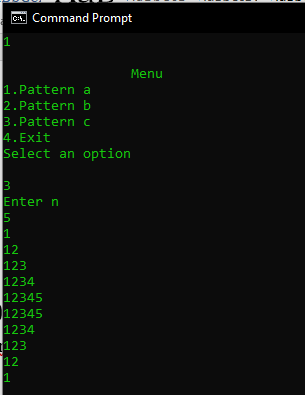 Command Prompt
1
Menu
1.Pattern a
2.Pattern b
3.Pattern c
4.Exit
Select an option
3
Enter n
5
1
12
123
1234
12345
12345
1234
123
12
1